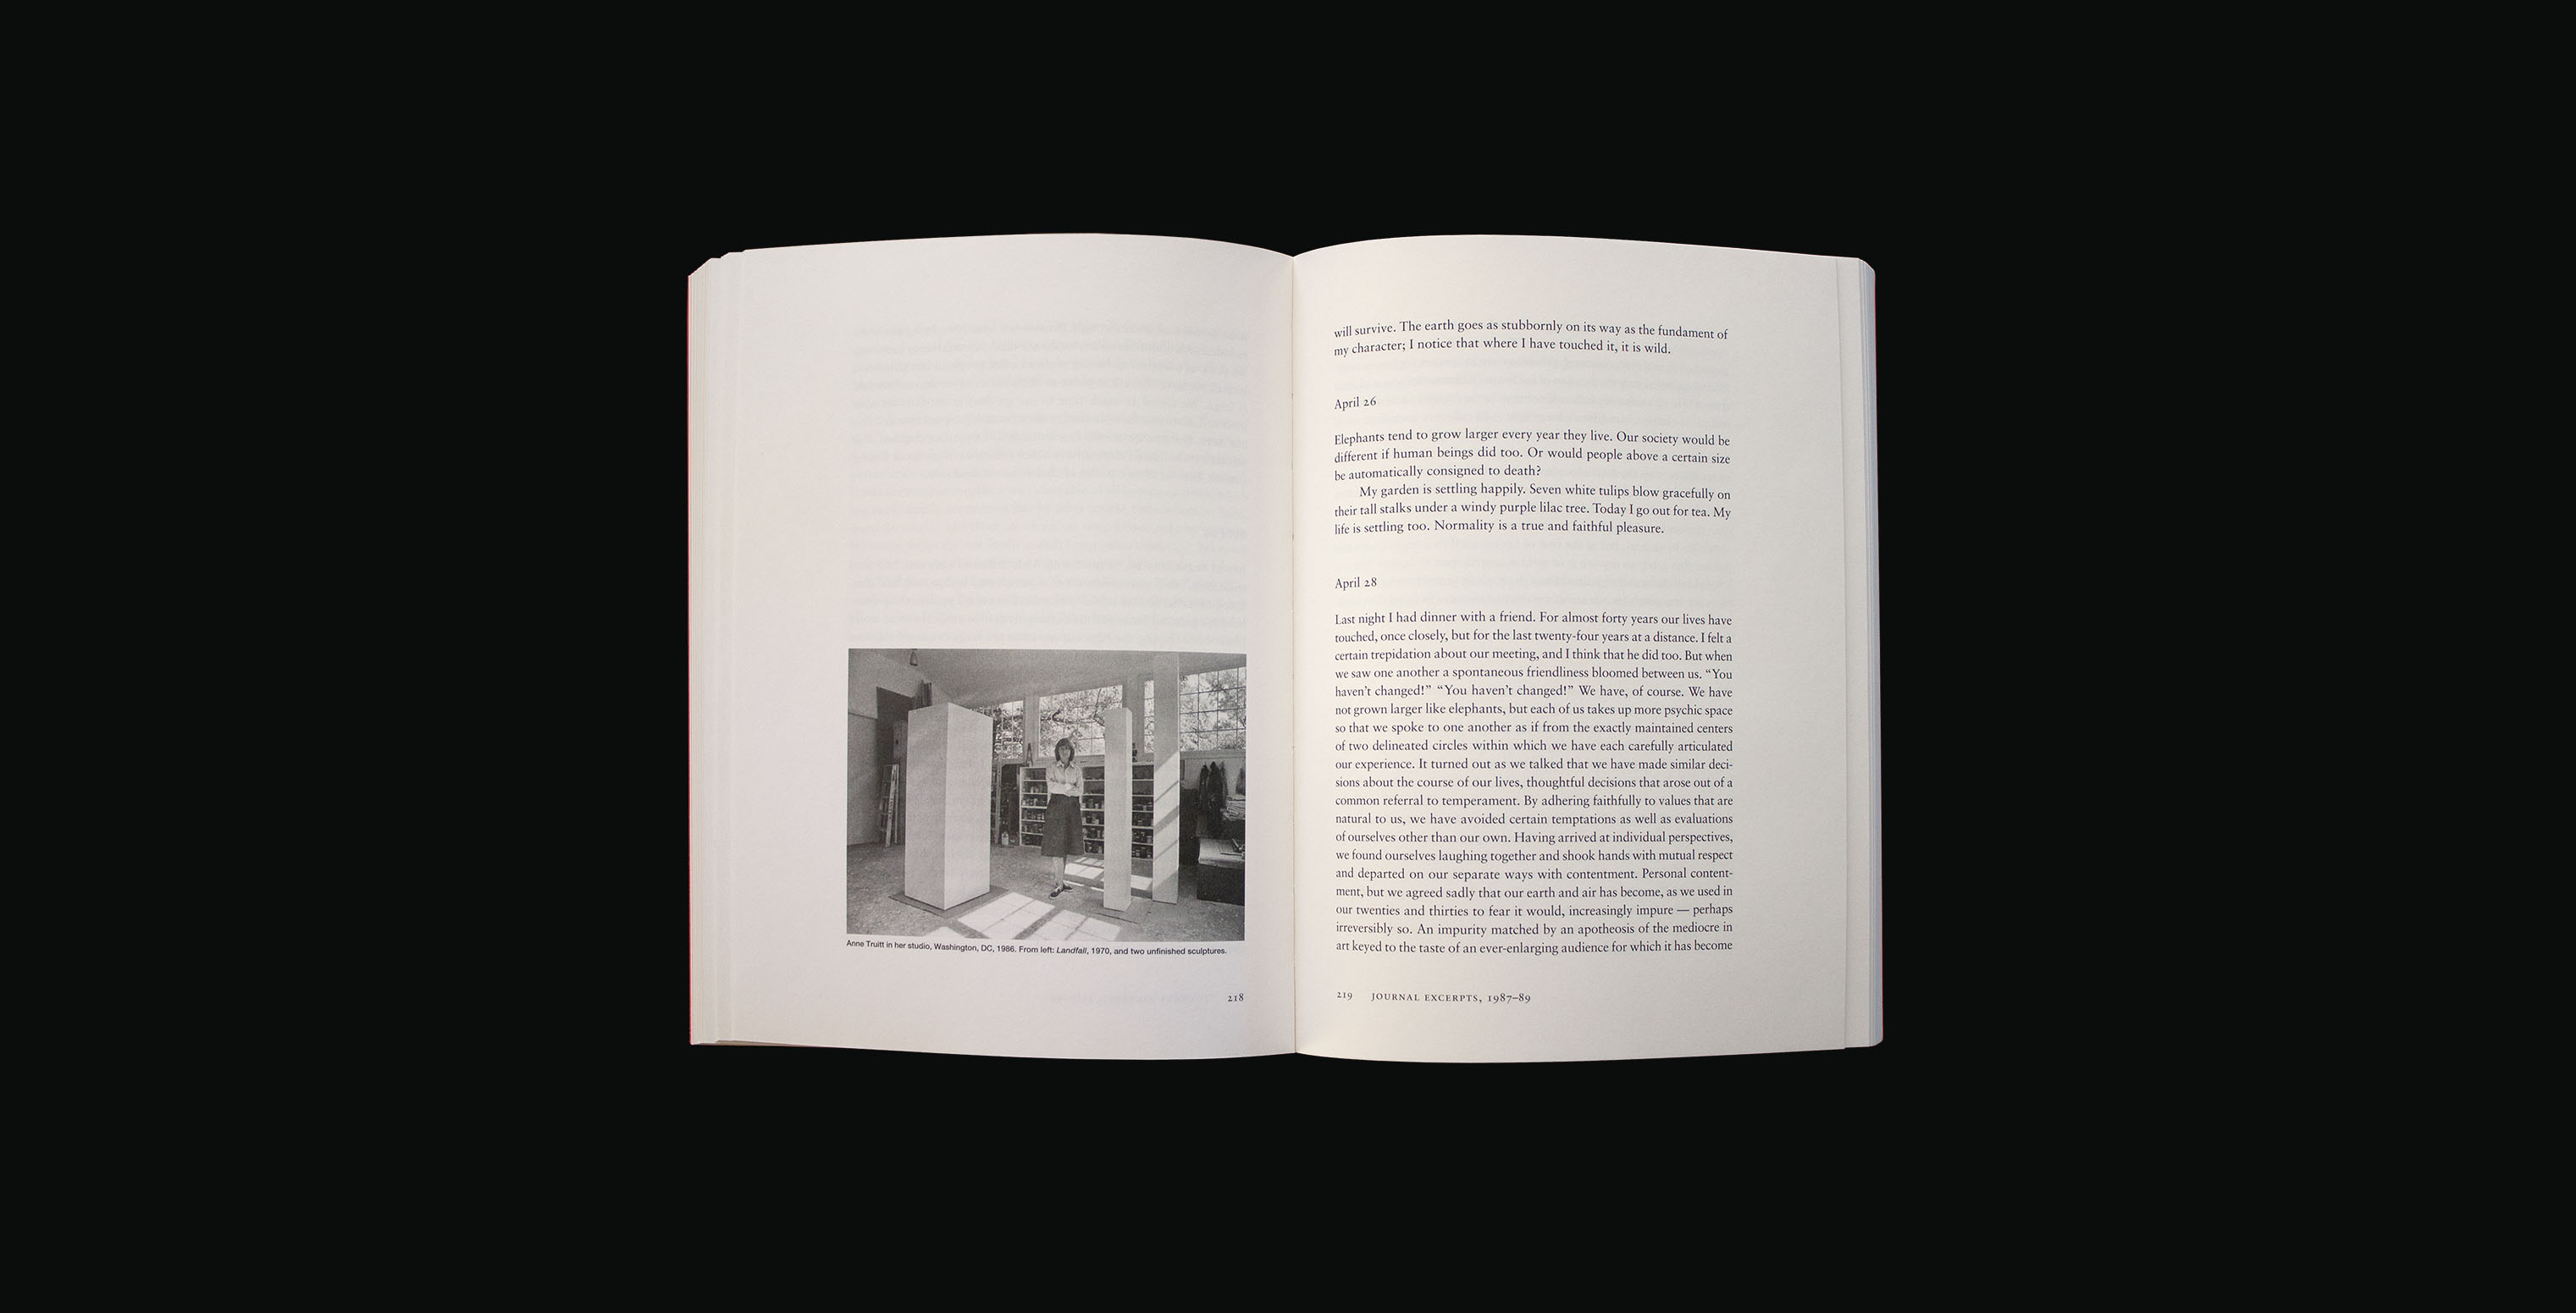 Anne Truitt in her studio, Washington, DC, 1986. From left: Landfall, 1970, and two unfinished sculptures.
218
will survive. The earth goes as stubbornly on its way as the fundament of
my character; I notice that where I have touched it, it is wild.
April 26
Elephants tend to grow larger every year they live. Our society would be
different if human beings did too. Or would people above a certain size
be automatically consigned to death?
My garden is settling happily. Seven white tulips blow gracefully on
their tall stalks under a windy purple lilac tree. Today I go out for tea. My
life is settling too. Normality is a true and faithful pleasure.
April 28
Last night I had dinner with a friend. For almost forty years our lives have
touched, once closely, but for the last twenty-four years at a distance. I felt a
certain trepidation about our meeting, and I think that he did too. But when
we saw one another a spontaneous friendliness bloomed between us. “You
haven’t changed!” “You haven’t changed!” We have, of course. We have
not grown larger like elephants, but each of us takes up more psychic space
so that we spoke to one another as if from the exactly maintained centers
of two delineated circles within which we have each carefully articulated
our experience. It turned out as we talked that we have made similar deci-
sions about the course of our lives, thoughtful decisions that arose out of a
common referral to temperament. By adhering faithfully to values that are
natural to us, we have avoided certain temptations as well as evaluations
of ourselves other than our own. Having arrived at individual perspectives,
we found ourselves laughing together and shook hands with mutual respect
and departed on our separate ways with contentment. Personal content-
ment, but we agreed sadly that our earth and air has become, as we used in
our twenties and thirties to fear it would, increasingly impure — perhaps
irreversibly so. An impurity matched by an apotheosis of the mediocre in
art keyed to the taste of an ever-enlarging audience for which it has become
219 JOURNAL EXCERPTS, 1987–89